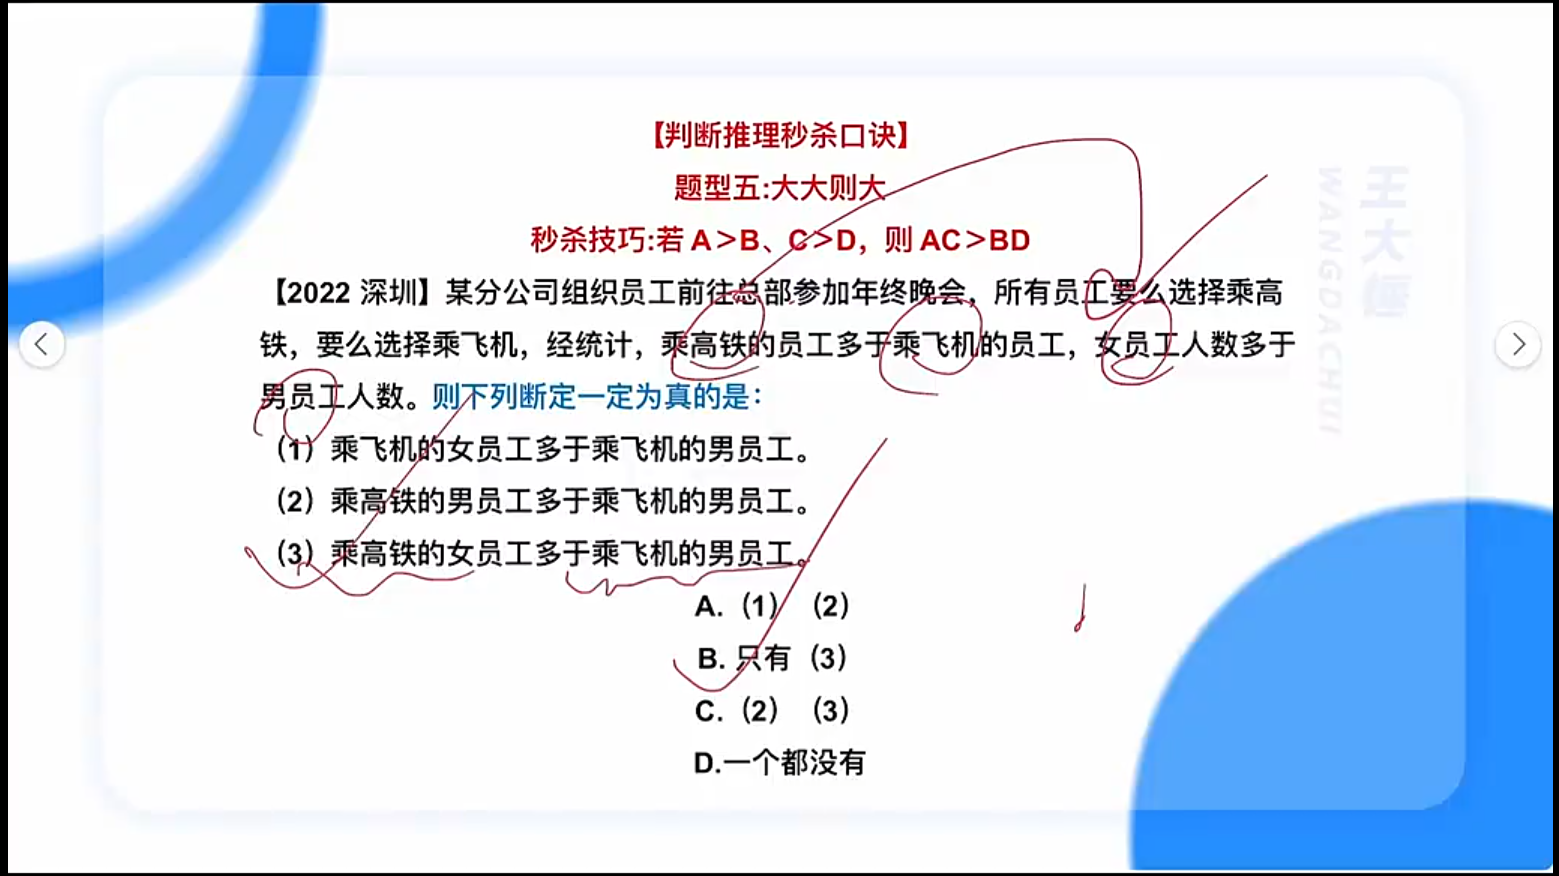 【判断推理秒杀口诀】
题型五:大大则大
秒杀技巧:若 A>B、C>D，则 AC>BD
【2022 深圳】某分公司组织员工前往总部参加年终晚会，所有员工要么选择乘高
铁，要么选择乘飞机，经统计，乘高铁的员工多于乘飞机的员工，女员工人数多于
男员工人数。则下列断定一定为真的是：
（1）乘飞机的女员工多于乘飞机的男员工。
（2）乘高铁的男员工多于乘飞机的男员工。
（3）乘高铁的女员工多于乘飞机的男员工。
A.（1）（2）
B. 只有（3）
C.（2）（3）
D.一个都没有
WANGDACHUI
王大